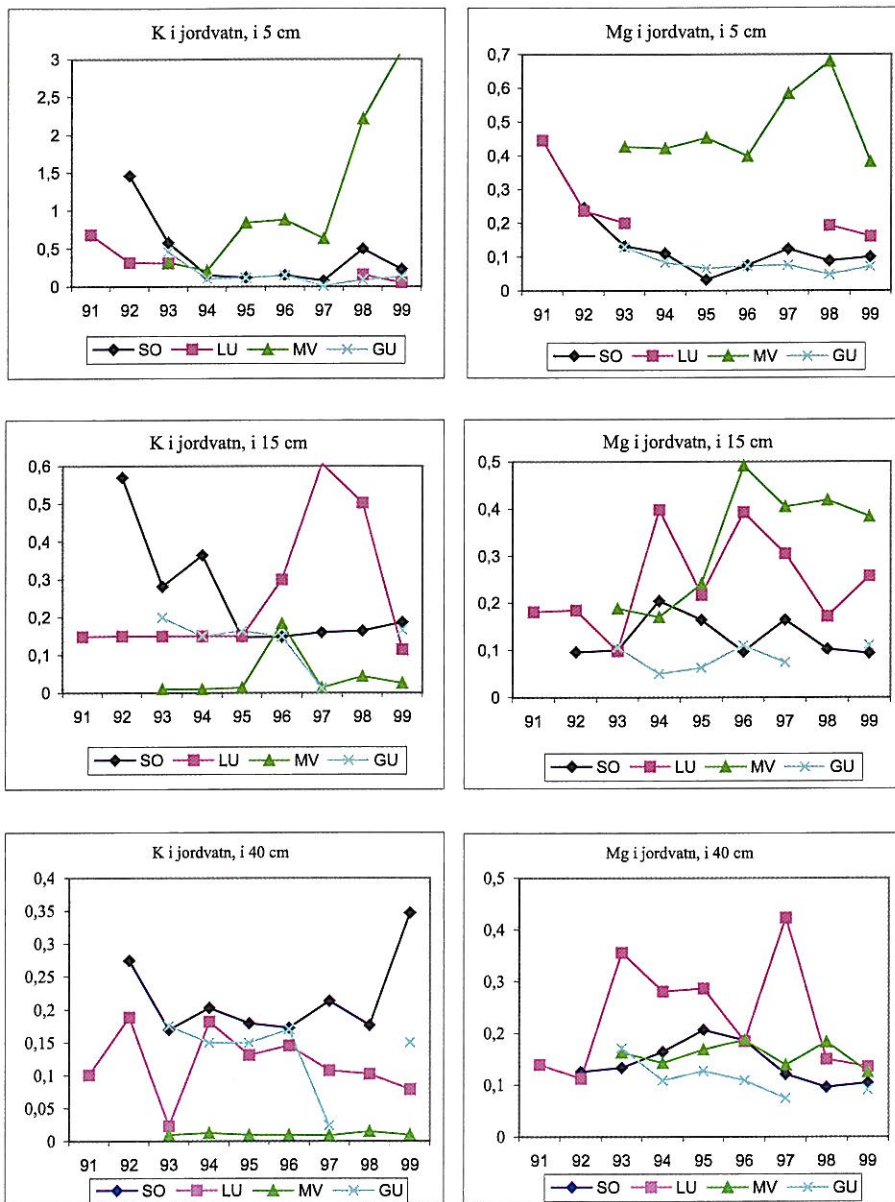 K i jordvatn, i 5 cm
3
2,5
2
1,5
1
0,5
0
91 92 93 94 95 96 97 98 99
SO LU MV GU
Mg i jordvatn, i 5 cm
0,7
0,6
0,5
0,4
0,3
0,2
0,1
0
91 92 93 94 95 96 97 98 99
SO LU MV GU
K i jordvatn, i 15 cm
0,6
0,5
0,4
0,3
0,2
0,1
0
91 92 93 94 95 96 97 98 99
SO LU MV GU
Mg i jordvatn, i 15 cm
0,5
0,4
0,3
0,2
0,1
0
91 92 93 94 95 96 97 98 99
SO LU MV GU
K i jordvatn, i 40 cm
0,4
0,35
0,3
0,25
0,2
0,15
0,1
0,05
0
91 92 93 94 95 96 97 98 99
SO LU MV GU
Mg i jordvatn, i 40 cm
0,5
0,4
0,3
0,2
0,1
0
91 92 93 94 95 96 97 98 99
SO LU MV GU